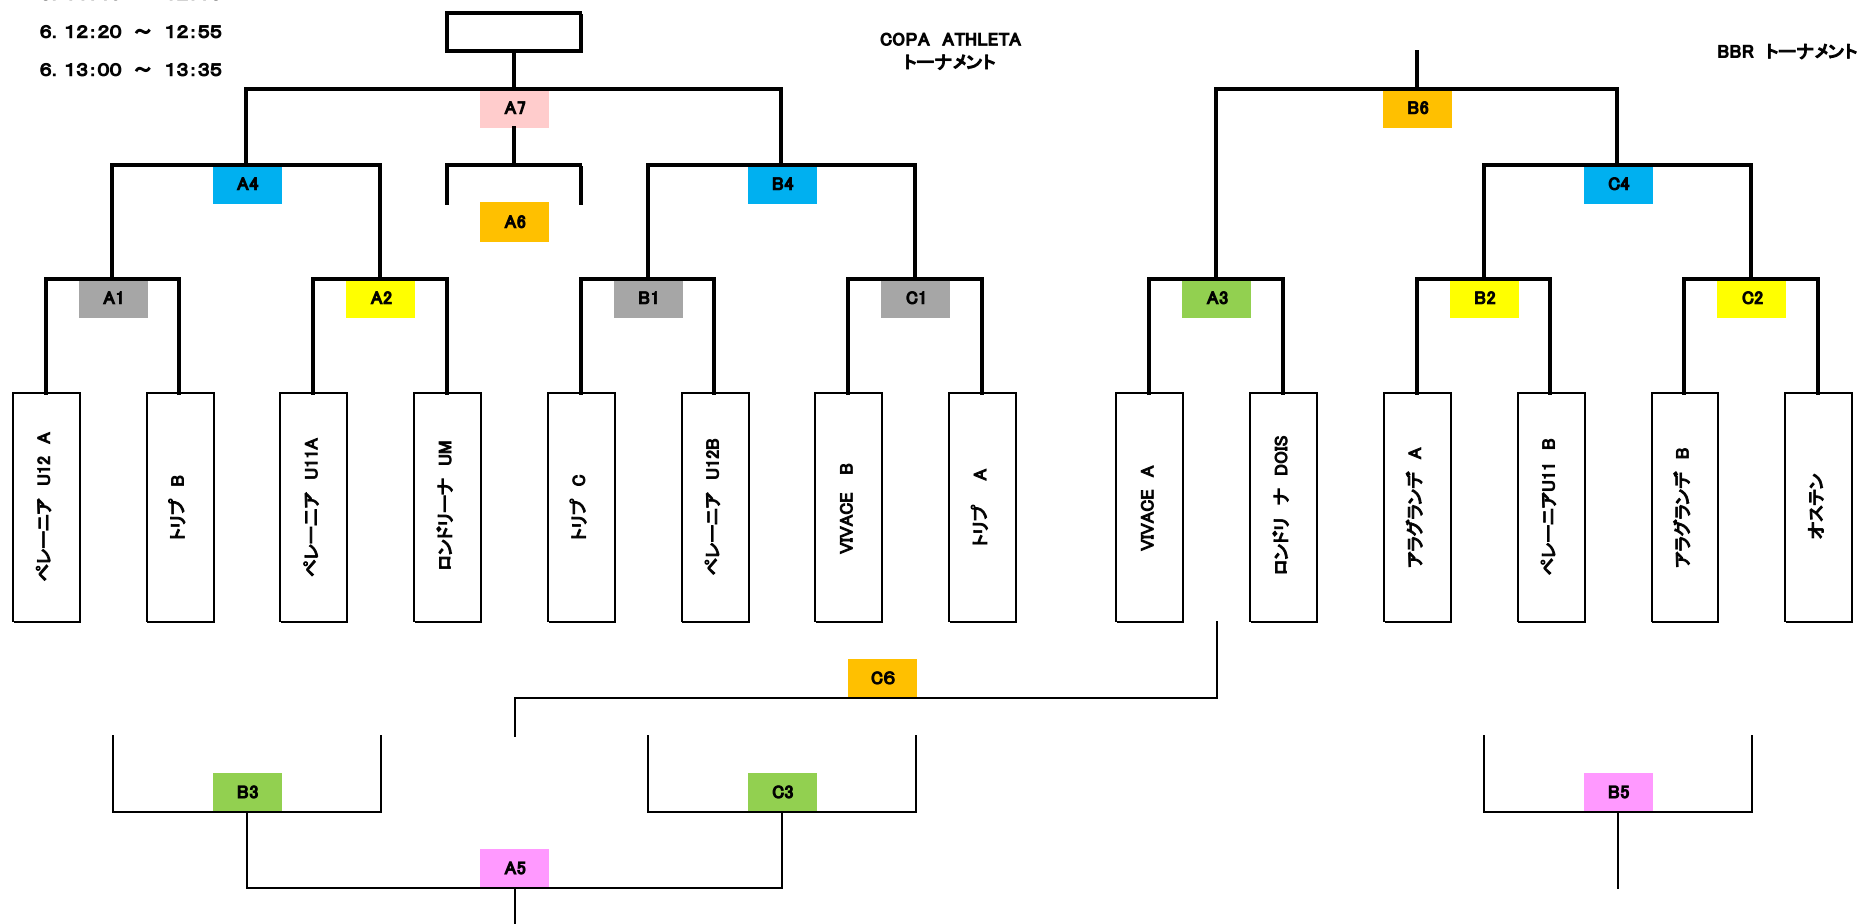 6. 12:20 ～ 12:55
6. 13:00 ～ 13:35
COPA ATHLETA
トーナメント
BBR トーナメント
A7
B6
A4
B4
C4
A6
A1
A2
B1
C1
A3
B2
C2
ペレーニア U12 A
トリプ B
ペレーニア U11A
ロンドリーナ UM
トリプ C
ペレーニア U12B
VIVACE B
トリプ A
VIVACE A
ロンドリ ナ DOIS
アラグランデ A
ペレーニアU11 B
アラグランデ B
オステン
C6
B3
C3
B5
A5